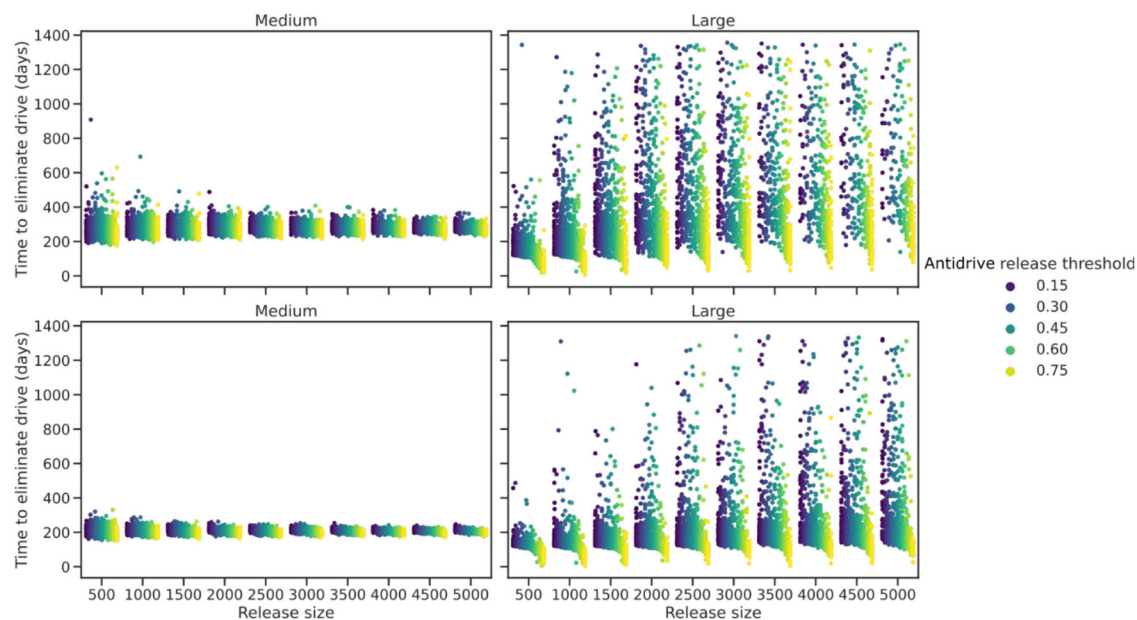 Medium
Large
Time to eliminate drive (days)
1400
1200
1000
800
600
400
200
0
Antidrive release threshold
0.15
0.30
0.45
0.60
0.75
Medium
Large
Time to eliminate drive (days)
1400
1200
1000
800
600
400
200
0
500 1000 1500 2000 2500 3000 3500 4000 4500 5000
500 1000 1500 2000 2500 3000 3500 4000 4500 5000
Release size
Release size